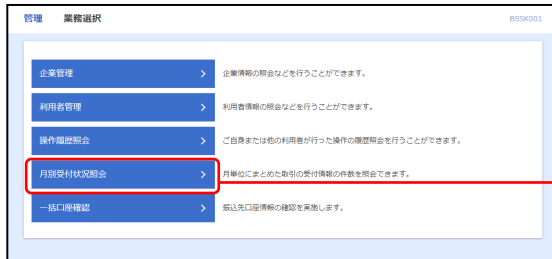 管理 業務選択 BSSK001
企業管理 企業情報の照会などを行うことができます。
利用者管理 利用者情報の照会などを行うことができます。
操作履歴照会 ご自身または他の利用者が行った操作の履歴照会を行うことができます。
月別受付状況照会 月単位にまとめた取引の受付情報の件数を照会できます。
一括口座確認 振込先口座情報の確認を実施します。